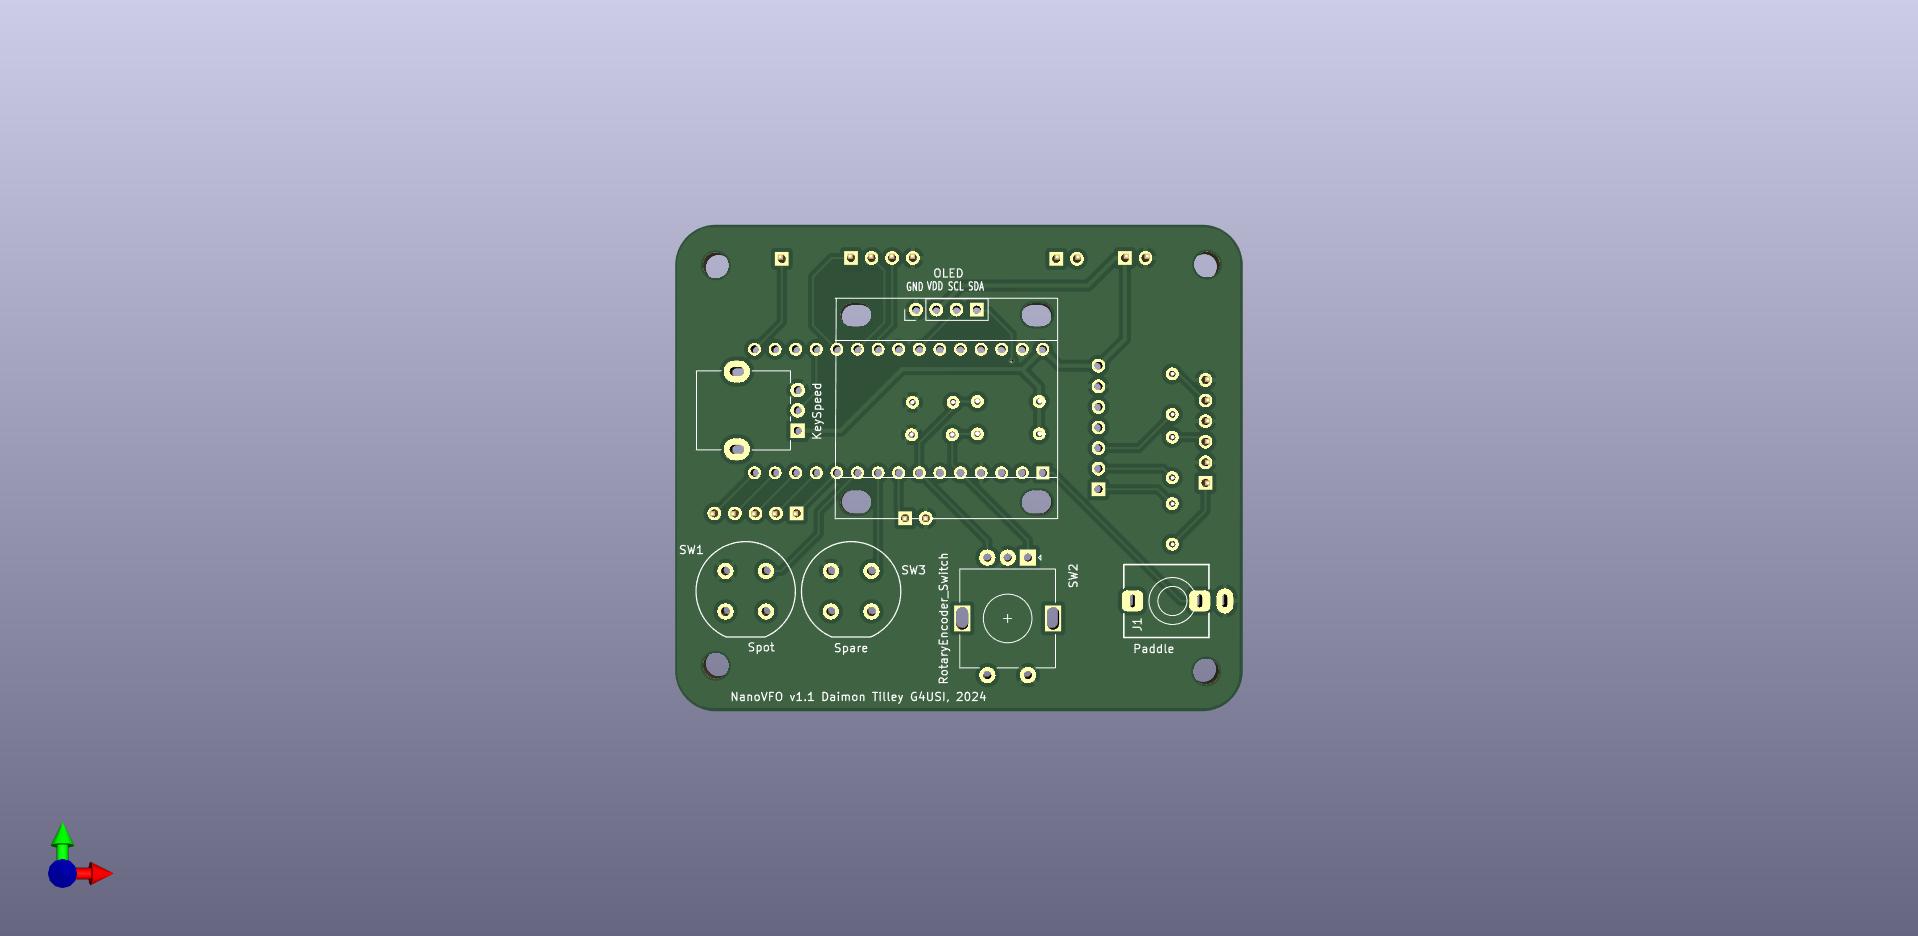 OLED
GND VDD SCL SDA
KeySpeed
SW1
SW3
RotaryEncoder_Switch
SW2
J1
Spot
Spare
Paddle
NanoVFO v1.1 Daimon Tilley G4USI, 2024